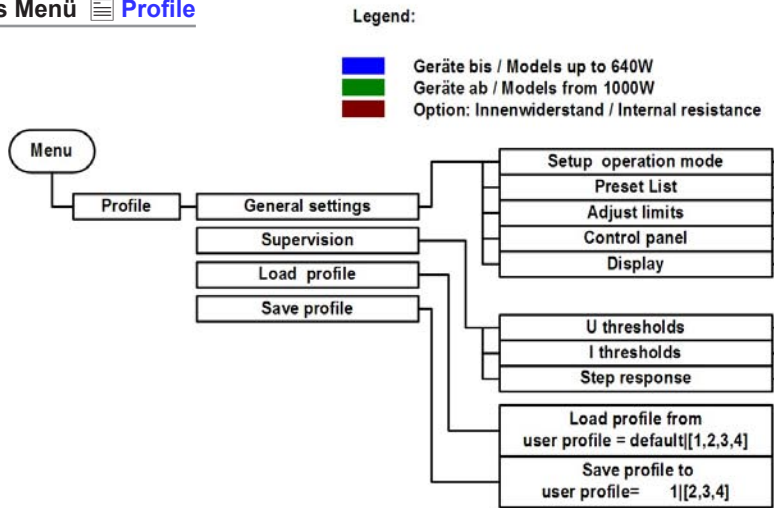 s Menü Profile
Legend:
Geräte bis / Models up to 640W
Geräte ab / Models from 1000W
Option: Innenwiderstand / Internal resistance
Menu
Profile
General settings
Supervision
Load profile
Save profile
Setup operation mode
Preset List
Adjust limits
Control panel
Display
U thresholds
I thresholds
Step response
Load profile from
user profile = default|[1,2,3,4]
Save profile to
user profile= 1|[2,3,4]